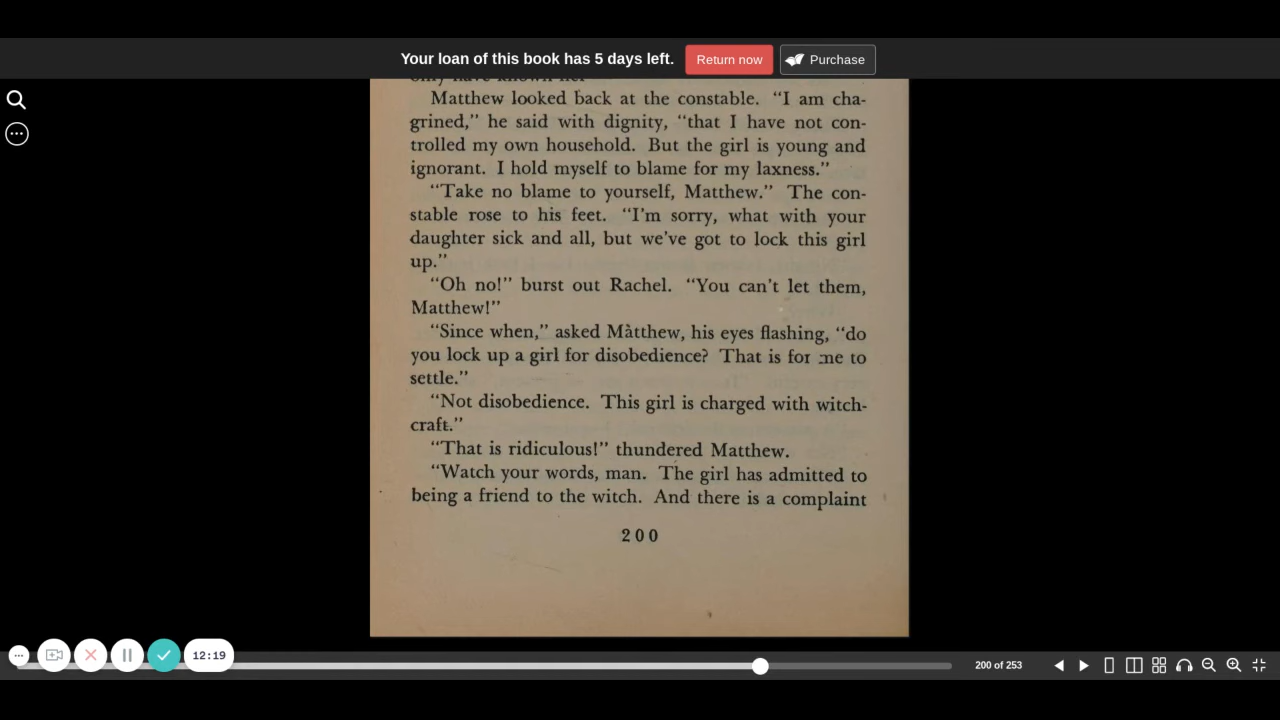 Your loan of this book has 5 days left. Return now Purchase
only have known her
Matthew looked back at the constable. “I am cha-
grined,” he said with dignity, “that I have not con-
trolled my own household. But the girl is young and
ignorant. I hold myself to blame for my laxness.”
“Take no blame to yourself, Matthew.” The con-
stable rose to his feet. “I’m sorry, what with your
daughter sick and all, but we’ve got to lock this girl
up.”
“Oh no!” burst out Rachel. “You can’t let them,
Matthew!”
“Since when,” asked Matthew, his eyes flashing, “do
you lock up a girl for disobedience? That is for me to
settle.”
“Not disobedience. This girl is charged with witch-
craft.”
“That is ridiculous!” thundered Matthew.
“Watch your words, man. The girl has admitted to
being a friend to the witch. And there is a complaint
200
12:19
200 of 253